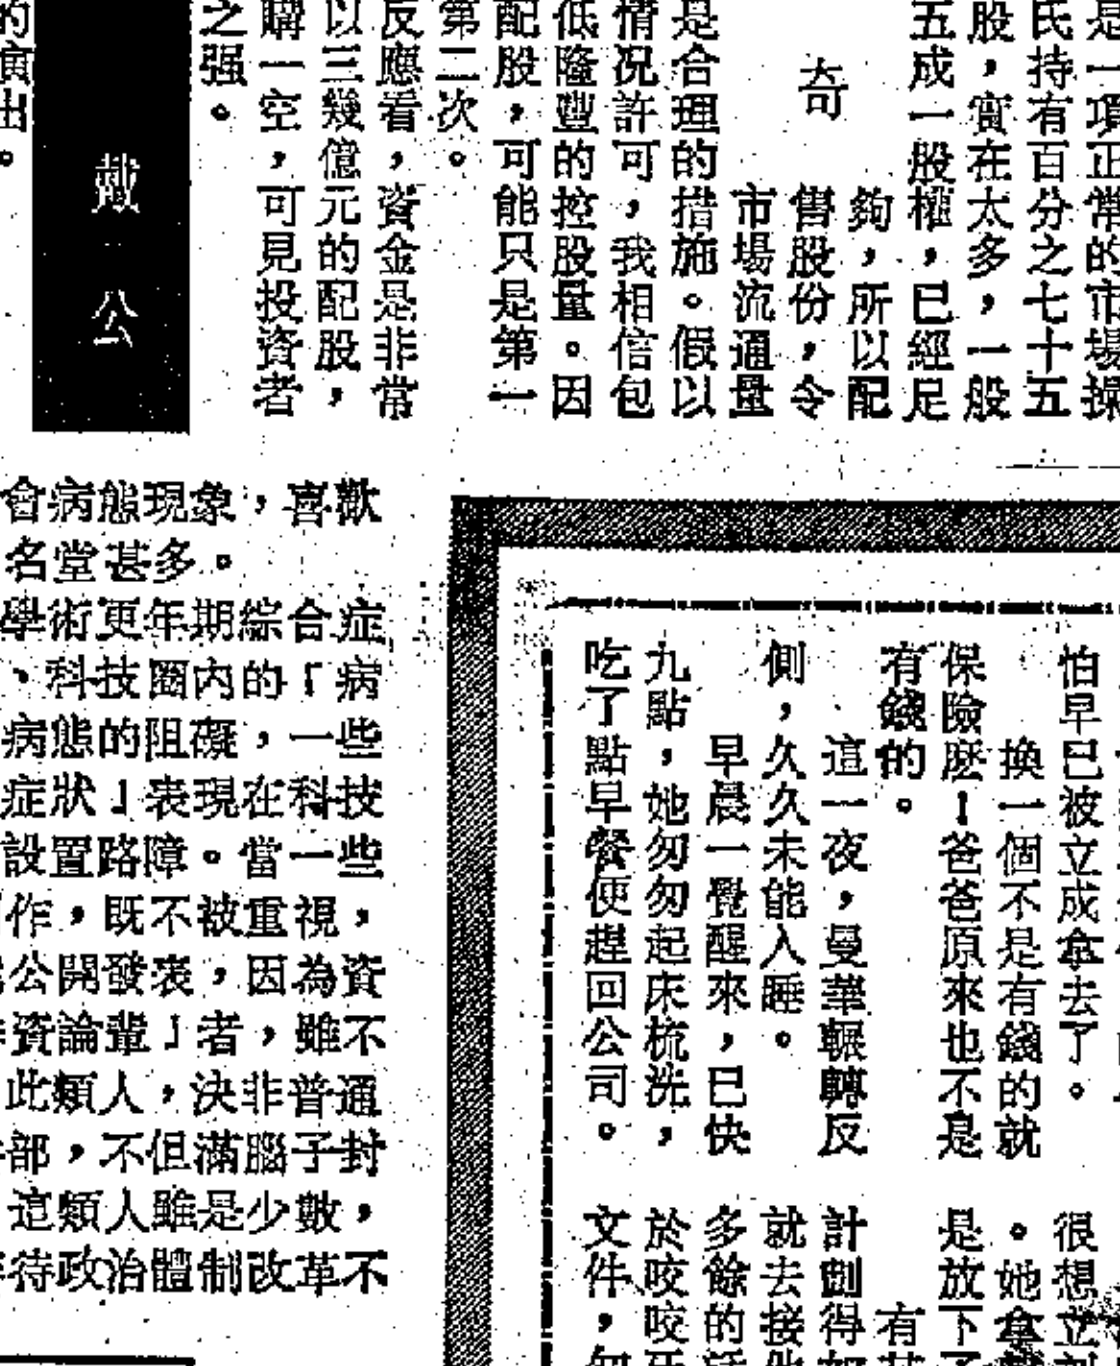 是一項正常的市場操
氏持有百分之七十五
股，實在太多，一般
五成一股權，已經足
夠，所以配
奇
售股份，令
市場流通量
是合理的措施。假以
情況許可，我相信包
低隆豐的控股量。因
配股，可能只是第一
第二次。
反應看，資金是非常
以三幾億元的配股，
購一空，可見投資者
之强。
戴公
的演出。
會病態現象，喜歡
名堂甚多。
學術更年期綜合症
、科技圈內的「病
病態的阻礙，一些
症狀」表現在科技
設置路障。當一些
作，既不被重視，
公開發表，因為資
資論輩」者，雖不
此類人，決非普通
部，不但滿腦子封
這類人雖是少數，
待政治體制改革不
怕早已被立成拿去了。
換一個不是有錢的就
保險麽！爸爸原來也不是
有錢的。
這一夜，曼華輾轉反
側，久久未能入睡。
早晨一覺醒來，已快
九點，她匆匆起床梳洗，
吃了點早餐便趕回公司。
很想立刻
。她拿
是放下了
有
計劃得如
就去接他
多餘的話
於咬咬牙
文件，匆